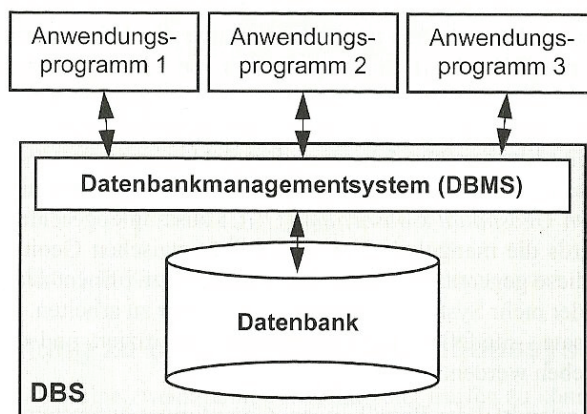 Anwendungs-
programm 1
Anwendungs-
programm 2
Anwendungs-
programm 3
Datenbankmanagementsystem (DBMS)
Datenbank
DBS